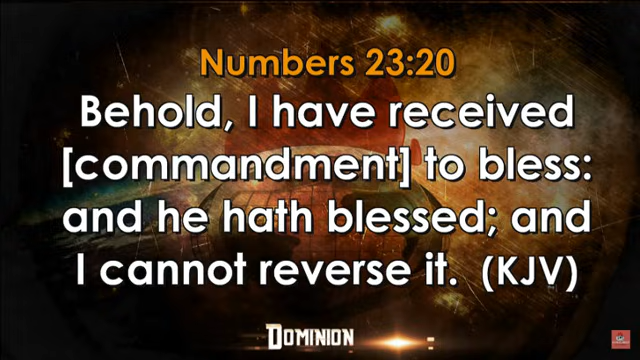 Numbers 23:20
Behold, I have received
[commandment] to bless:
and he hath blessed; and
I cannot reverse it. (KJV)
DOMINION